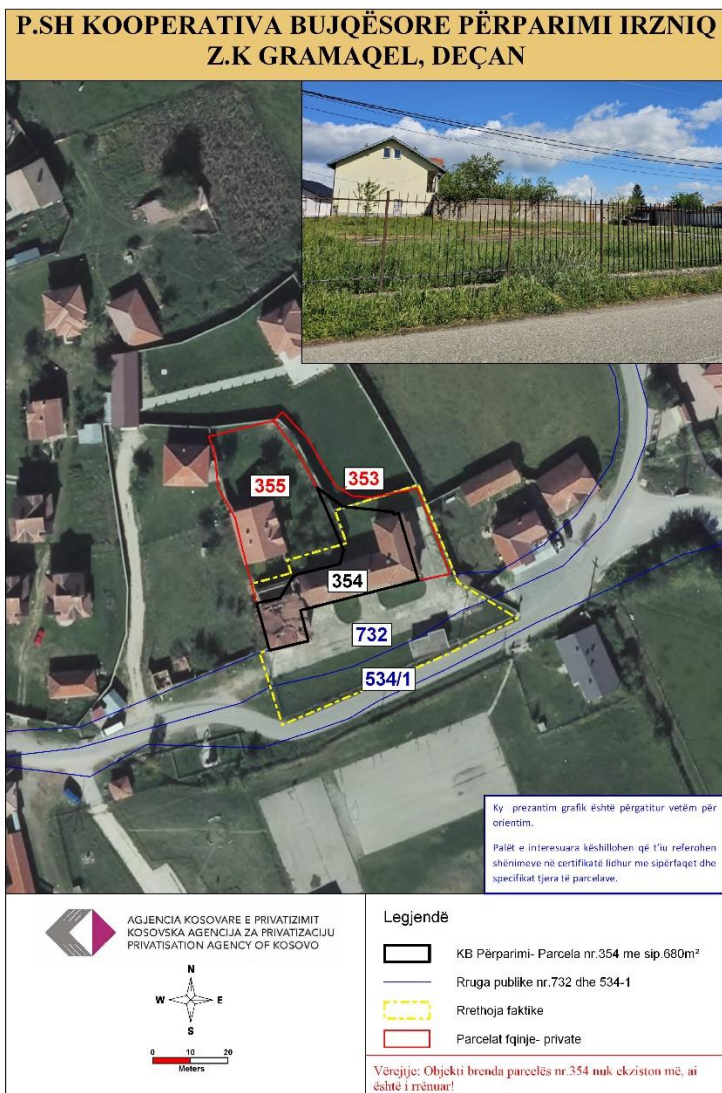 P.SH KOOPERATIVA BUJQËSORE PËRPARIMI IRZNIQ
Z.K GRAMAQEL, DEÇAN
355
353
354
732
534/1
Ky prezantim grafik është përgatitur vetëm për
orientim.
Palët e interesuara këshillohen që t'iu referohen
shënimeve në certifikatë lidhur me sipërfaqet dhe
specifikat tjera të parcelave.
AGJENCIA KOSOVARE E PRIVATIZIMIT
KOSOVSKA AGENCIJA ZA PRIVATIZACIJU
PRIVATISATION AGENCY OF KOSOVO
N
W E
S
0 10 20
Meters
Legjendë
KB Përparimi- Parcela nr.354 me sip.680m²
Rruga publike nr.732 dhe 534-1
Rrethoja faktike
Parcelat fqinje- private
Vërejtje: Objekti brenda parcelës nr.354 nuk ekziston më, ai
është i rrënuar!